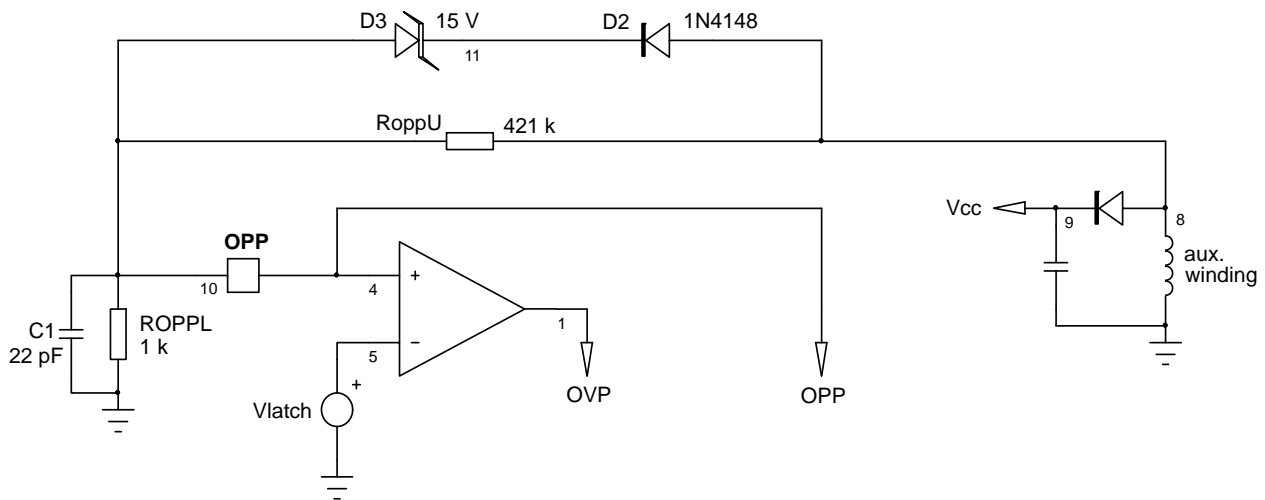 D3 15 V D2 1N4148
11
RoppU 421 k
Vcc 9 8
OPP
aux.
winding
10 4 +
C1 ROPPL
22 pF 1 k
1
5 −
+
Vlatch OVP OPP